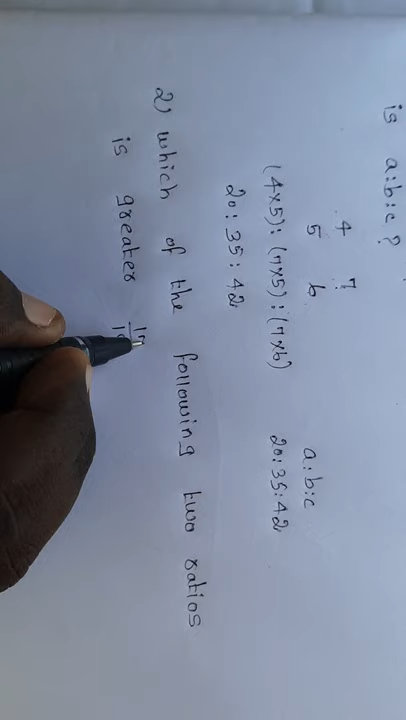 is a:b:c ?
4 7
5 6
a:b:c
(4×5): (7×5): (7×6)
20:35:42
20: 35: 42
2) which of the following two ratios
is greater 17